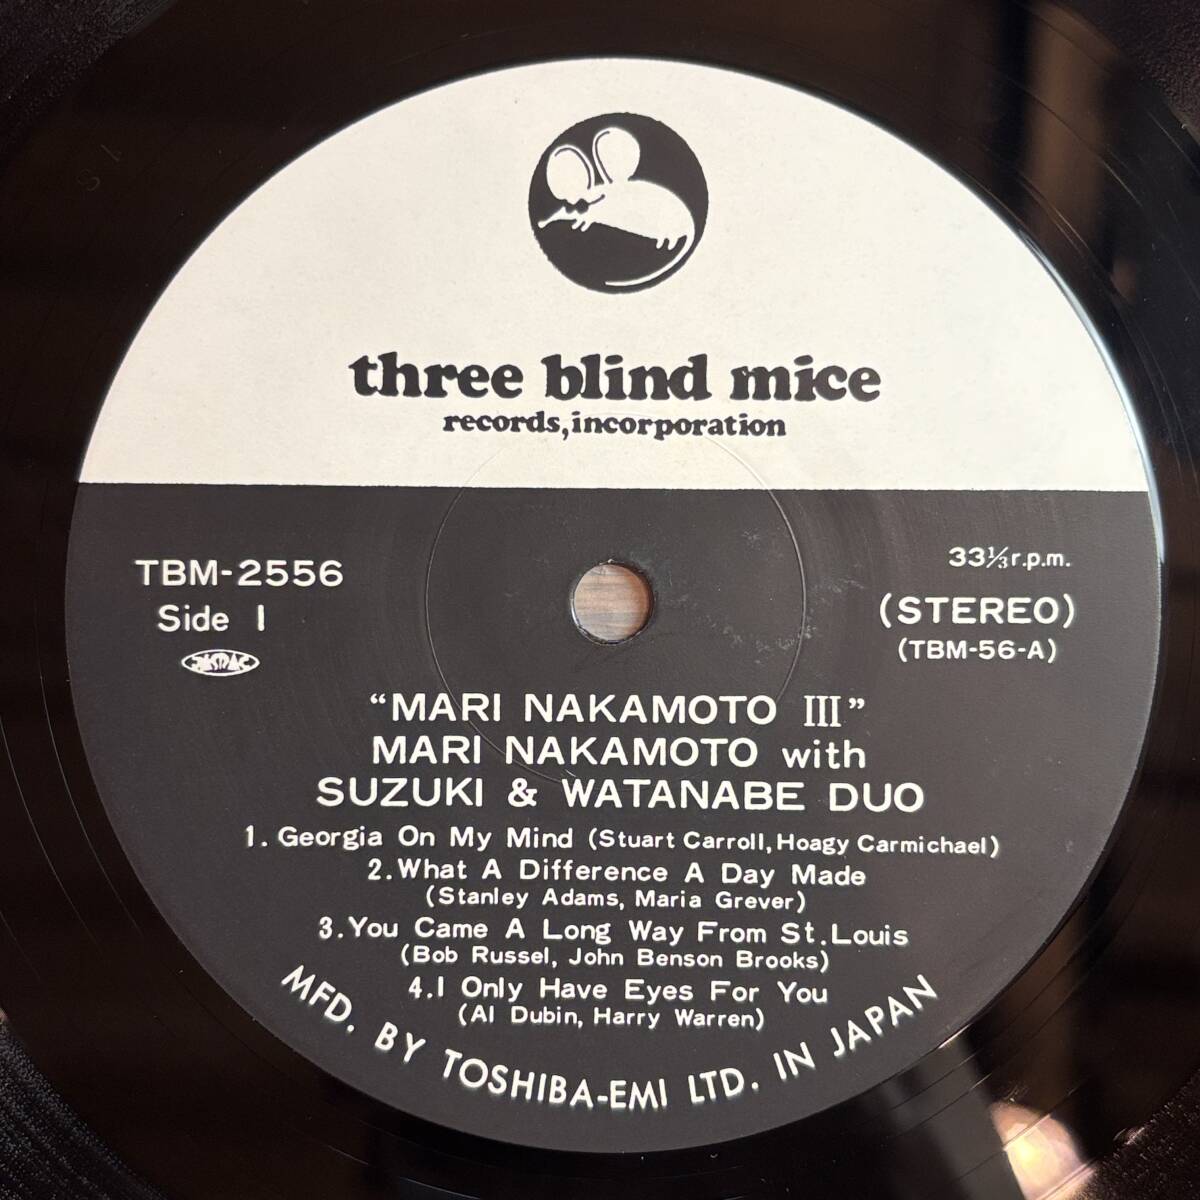 three blind mice
records,incorporation
TBM-2556
Side 1
JASRAC
33⅓r.p.m.
(STEREO)
(TBM-56-A)
"MARI NAKAMOTO III"
MARI NAKAMOTO with
SUZUKI & WATANABE DUO
1. Georgia On My Mind (Stuart Carroll, Hoagy Carmichael)
2. What A Difference A Day Made
(Stanley Adams, Maria Grever)
3. You Came A Long Way From St. Louis
(Bob Russel, John Benson Brooks)
4. I Only Have Eyes For You
(Al Dubin, Harry Warren)
MFD. BY TOSHIBA-EMI LTD. IN JAPAN